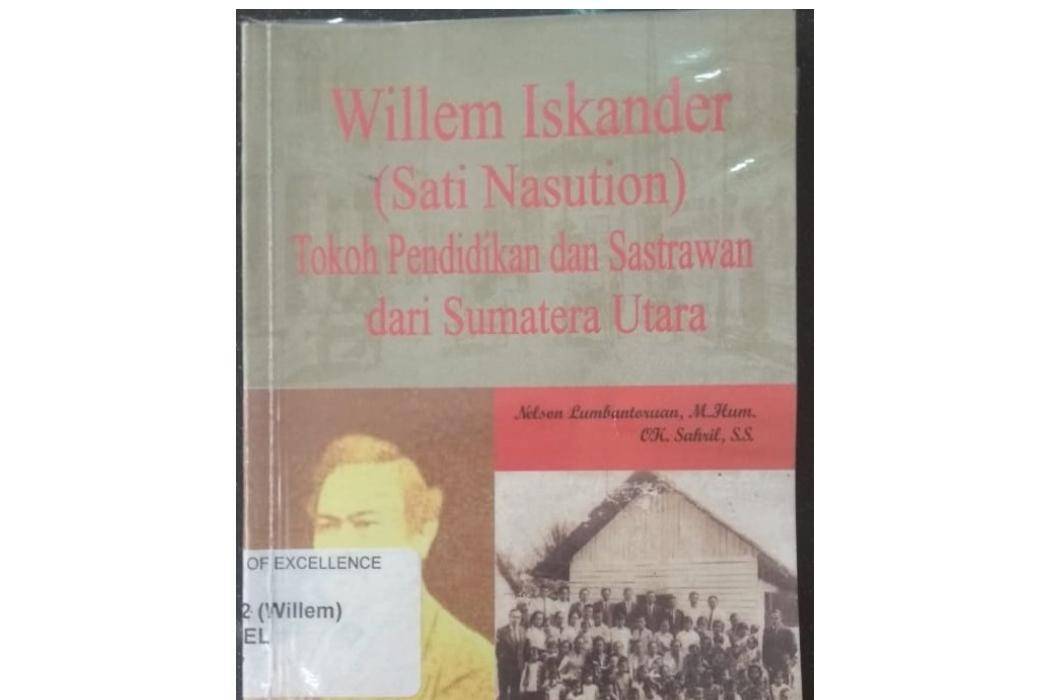 Willem Iskander
(Sati Nasution)
Tokoh Pendidikan dan Sastrawan
dari Sumatera Utara
Nelson Lumbantoruan, M.Hum.
OK. Sahril, S.S.
OF EXCELLENCE
2 (Willem)
EL